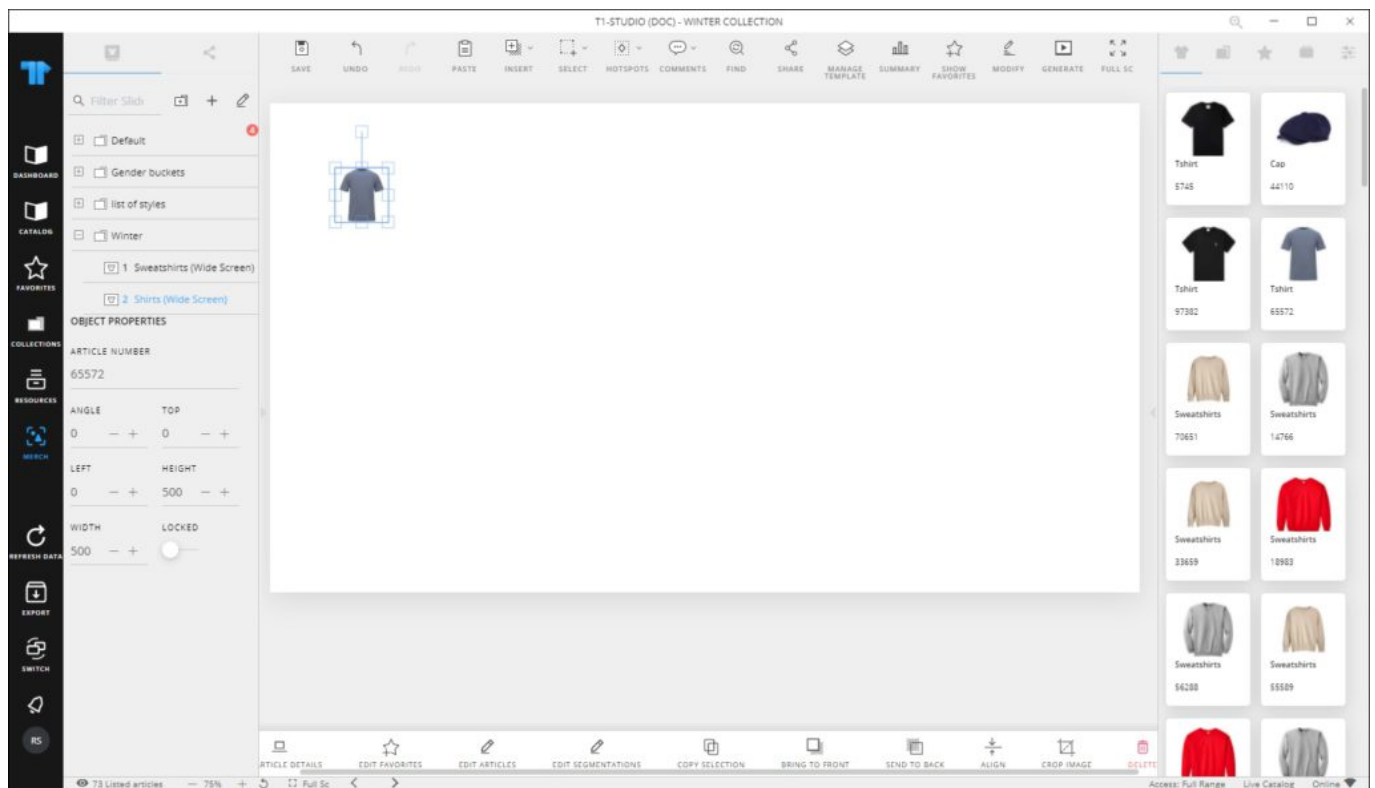 T1-STUDIO (DOC) - WINTER COLLECTION
SAVE
UNDO
REDO
PASTE
INSERT
SELECT
HOTSPOTS
COMMENTS
FIND
SHARE
MANAGE TEMPLATE
SUMMARY
SHOW FAVORITES
MODIFY
GENERATE
FULL SC
DASHBOARD
CATALOG
FAVORITES
COLLECTIONS
RESOURCES
MERCH
REFRESH DATA
EXPORT
SWITCH
RS
Filter Slid
4
Default
Gender buckets
list of styles
Winter
1 Sweatshirts (Wide Screen)
2 Shirts (Wide Screen)
OBJECT PROPERTIES
ARTICLE NUMBER
65572
ANGLE TOP
0 — + 0 — +
LEFT HEIGHT
0 — + 500 — +
WIDTH LOCKED
500 — +
Tshirt
5745
Cap
44110
Tshirt
97382
Tshirt
65572
Sweatshirts
70651
Sweatshirts
14766
Sweatshirts
33659
Sweatshirts
18983
Sweatshirts
56288
Sweatshirts
55589
RTICLE DETAILS
EDIT FAVORITES
EDIT ARTICLES
EDIT SEGMENTATIONS
COPY SELECTION
BRING TO FRONT
SEND TO BACK
ALIGN
CROP IMAGE
DELETE
73 Listed articles — 75% + Full Sc
Access: Full Range Live Catalog Online